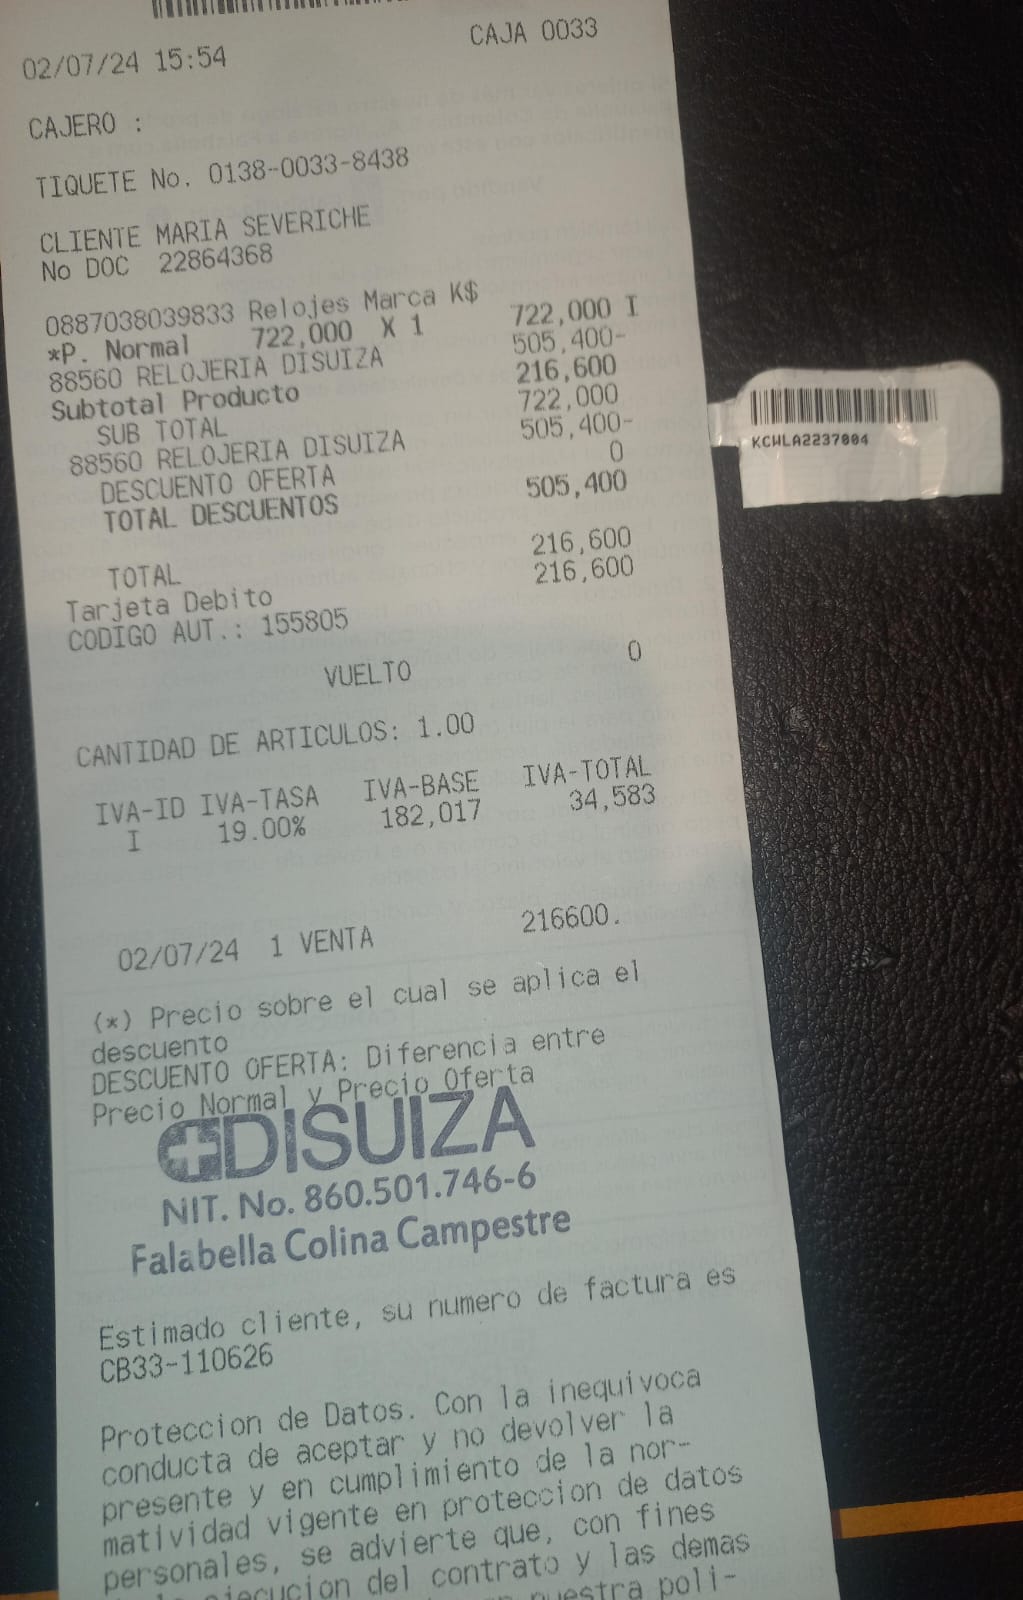 02/07/24 15:54 CAJA 0033
CAJERO :
TIQUETE No. 0138-0033-8438
CLIENTE MARIA SEVERICHE
No DOC 22864368
0887038039833 Relojes Marca K$
*P. Normal 722,000 X 1 722,000 I
88560 RELOJERIA DISUIZA 505,400-
Subtotal Producto 216,600
SUB TOTAL 722,000
88560 RELOJERIA DISUIZA 505,400-
DESCUENTO OFERTA 0
TOTAL DESCUENTOS 505,400
TOTAL 216,600
Tarjeta Debito 216,600
CODIGO AUT.: 155805
VUELTO 0
CANTIDAD DE ARTICULOS: 1.00
IVA-ID IVA-TASA IVA-BASE IVA-TOTAL
I 19.00% 182,017 34,583
02/07/24 1 VENTA 216600.
(*) Precio sobre el cual se aplica el
descuento
DESCUENTO OFERTA: Diferencia entre
Precio Normal y Precio Oferta
DISUIZA
NIT. No. 860.501.746-6
Falabella Colina Campestre
Estimado cliente, su numero de factura es
CB33-110626
Proteccion de Datos. Con la inequivoca
conducta de aceptar y no devolver la
presente y en cumplimiento de la nor-
matividad vigente en proteccion de datos
personales, se advierte que, con fines
del contrato y las demas
nuestra poli-
KCWLA2237004